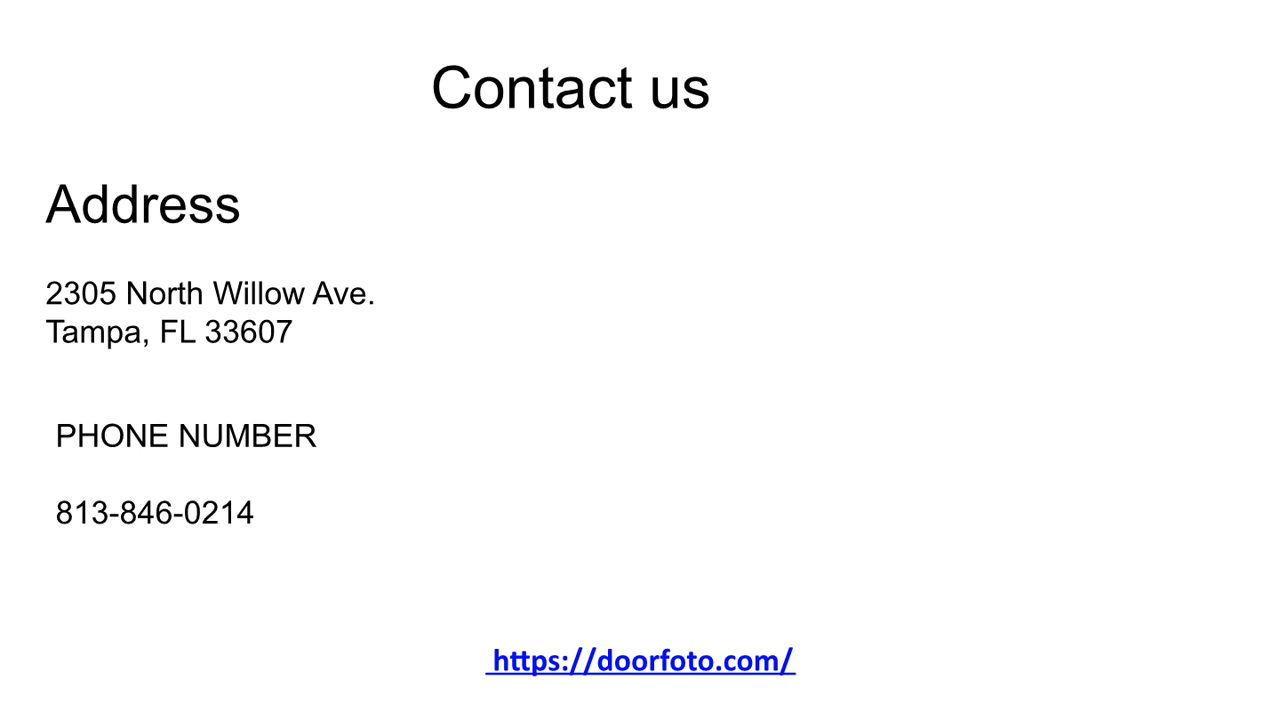 Contact us
Address
2305 North Willow Ave.
Tampa, FL 33607
PHONE NUMBER
813-846-0214
https://doorfoto.com/